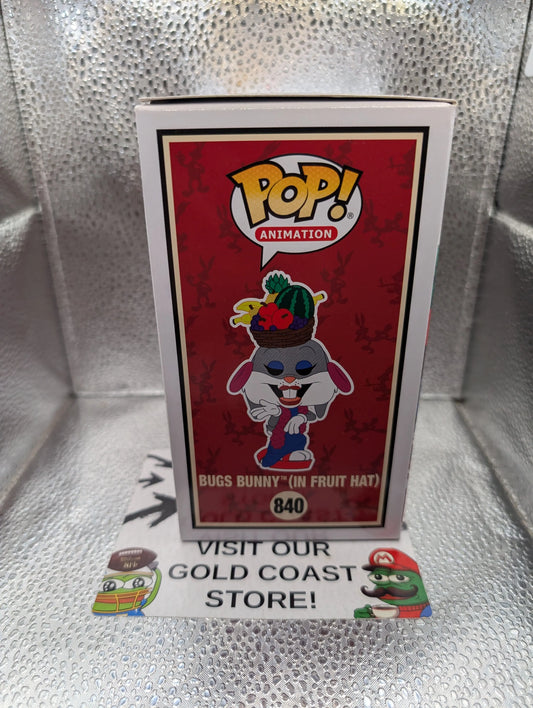 POP!®
ANIMATION
BUGS BUNNY™ (IN FRUIT HAT)
840
VISIT OUR
GOLD COAST
STORE!